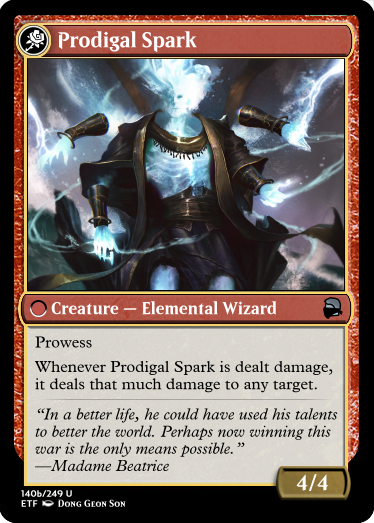 Prodigal Spark
Creature — Elemental Wizard
Prowess
Whenever Prodigal Spark is dealt damage,
it deals that much damage to any target.
“In a better life, he could have used his talents
to better the world. Perhaps now winning this
war is the only means possible.”
—Madame Beatrice
4/4
140b/249 U
ETF Dong Geon Son